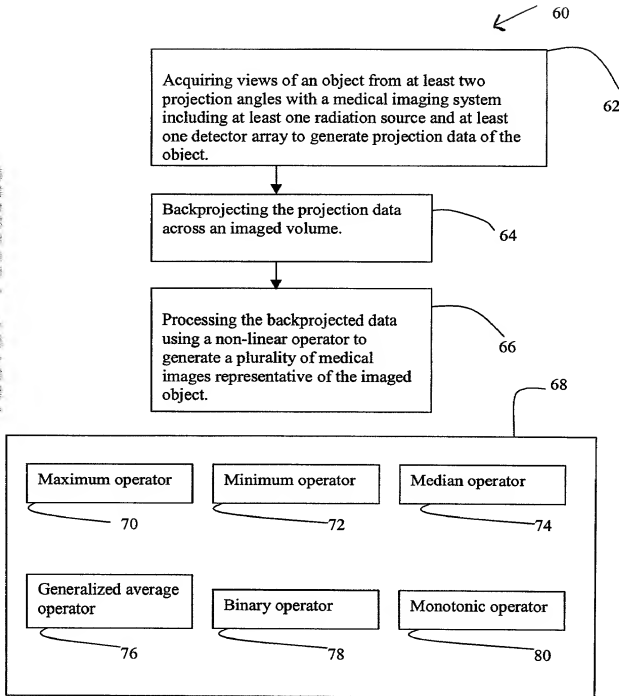 60
Acquiring views of an object from at least two
projection angles with a medical imaging system
including at least one radiation source and at least
one detector array to generate projection data of the
object.
62
Backprojecting the projection data
across an imaged volume.
64
Processing the backprojected data
using a non-linear operator to
generate a plurality of medical
images representative of the imaged
object.
66
68
Maximum operator
Minimum operator
Median operator
70
72
74
Generalized average
operator
Binary operator
Monotonic operator
76
78
80